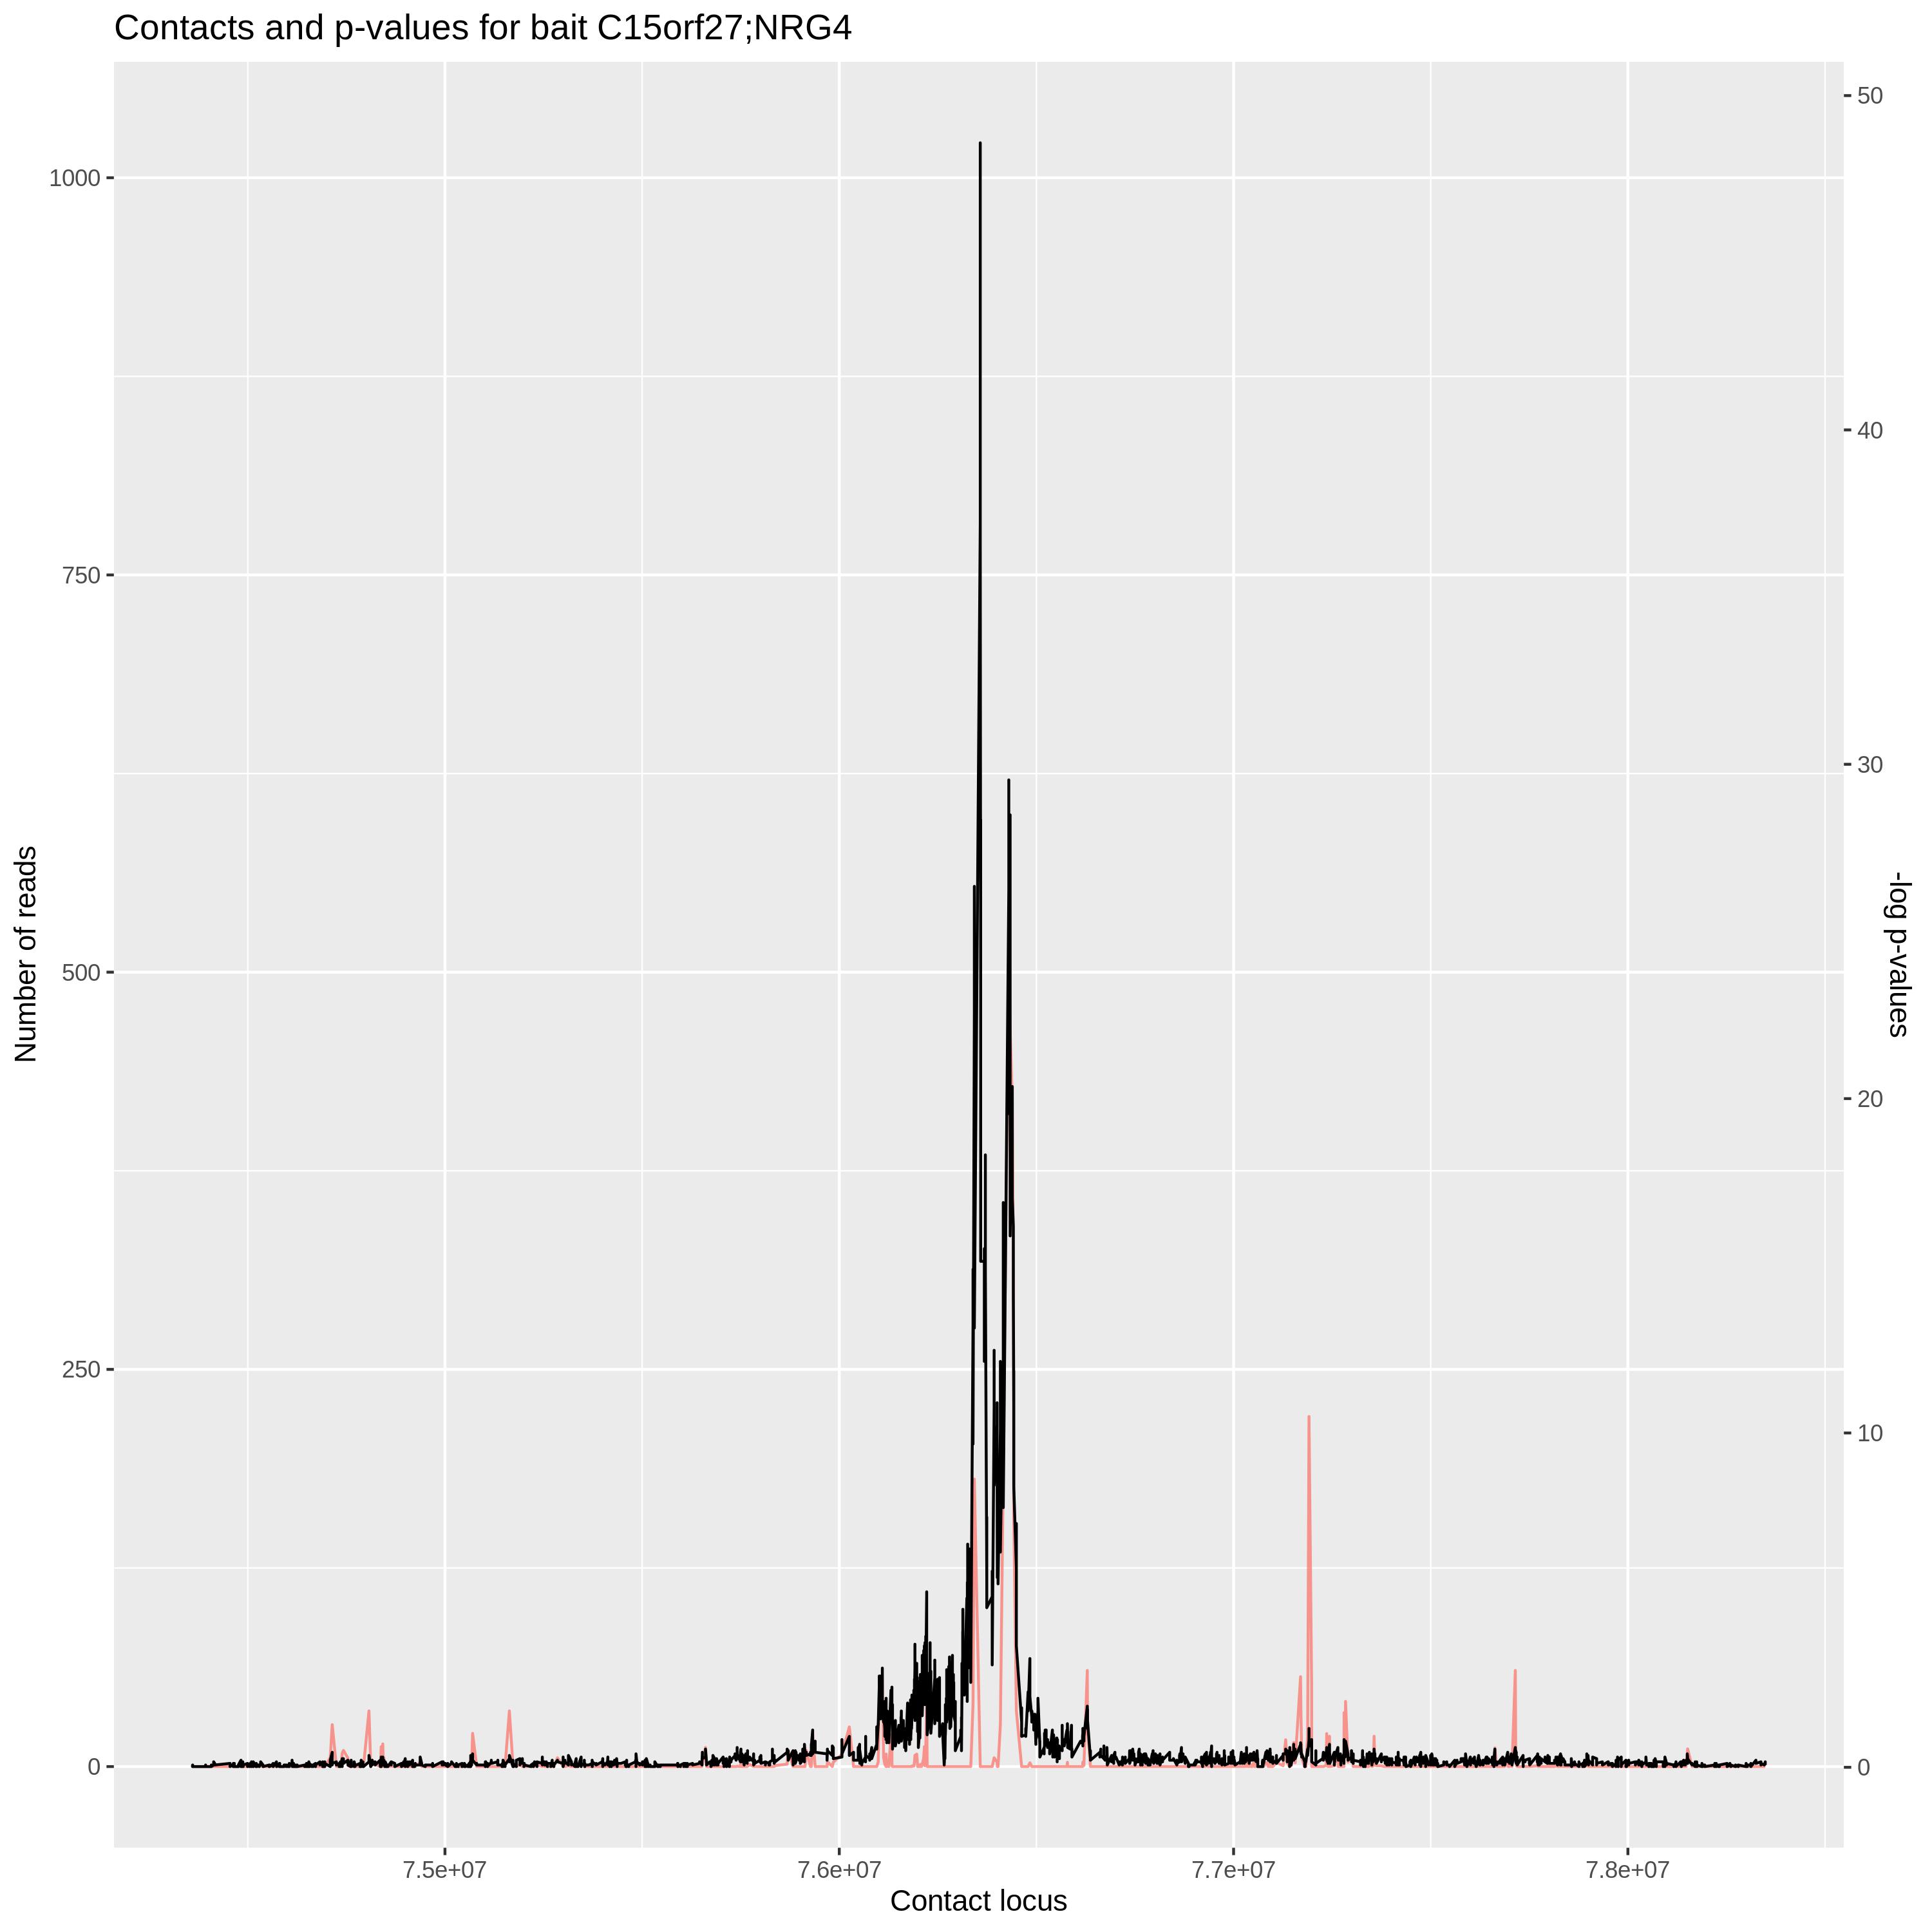 Contacts and p-values for bait C15orf27;NRG4
Number of reads
1000
750
500
250
0
50
40
30
20
10
0
-log p-values
7.5e+07
7.6e+07
7.7e+07
7.8e+07
Contact locus